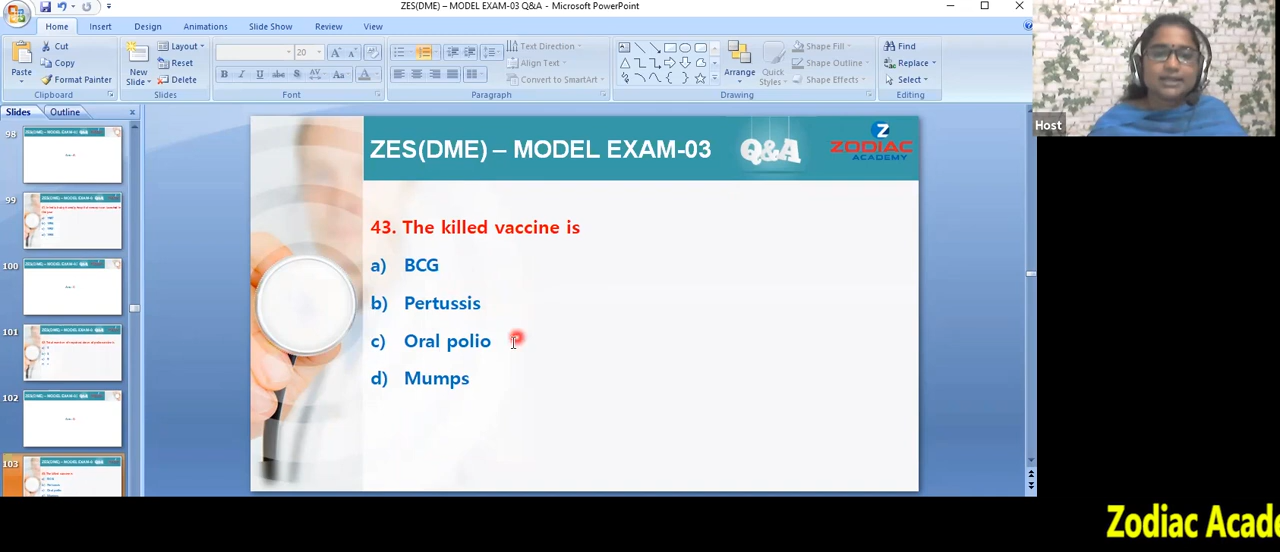 ZES(DME) – MODEL EXAM-03 Q&A - Microsoft PowerPoint
Home Insert Design Animations Slide Show Review View
Cut
Copy
Format Painter
Paste
Clipboard
New Slide
Layout
Reset
Delete
Slides
20
B I U abe S AV Aa A
Font
Text Direction
Align Text
Convert to SmartArt
Paragraph
Arrange
Quick Styles
Shape Fill
Shape Outline
Shape Effects
Drawing
Find
Replace
Select
Editing
Host
Slides Outline
98
99
100
101
102
103
ZES(DME) – MODEL EXAM-03
Q&A
Z
ZODIAC
ACADEMY
43. The killed vaccine is
a) BCG
b) Pertussis
c) Oral polio
d) Mumps
Zodiac Acade